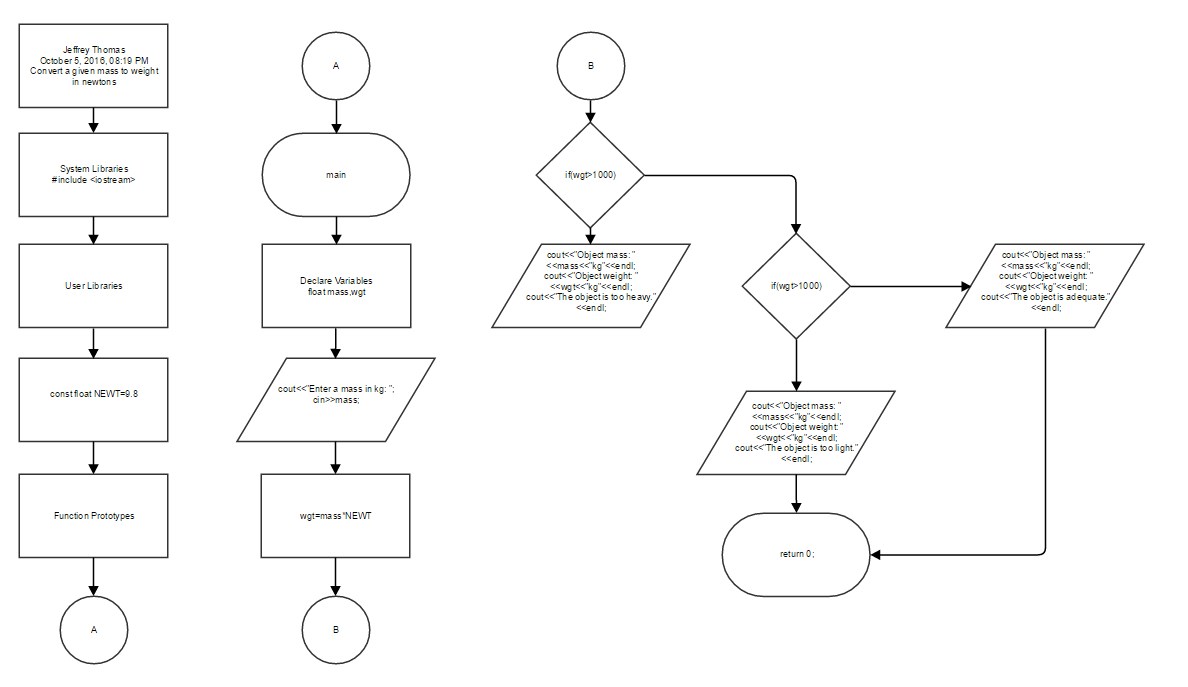 Jeffrey Thomas
October 5, 2016, 08:19 PM
Convert a given mass to weight
in newtons
System Libraries
#include <iostream>
User Libraries
const float NEWT=9.8
Function Prototypes
A
A
main
Declare Variables
float mass,wgt
cout<<"Enter a mass in kg: ";
cin>>mass;
wgt=mass*NEWT
B
B
if(wgt>1000)
cout<<"Object mass: "
<<mass<<"kg"<<endl;
cout<<"Object weight: "
<<wgt<<"kg"<<endl;
cout<<"The object is too heavy."
<<endl;
if(wgt>1000)
cout<<"Object mass: "
<<mass<<"kg"<<endl;
cout<<"Object weight: "
<<wgt<<"kg"<<endl;
cout<<"The object is adequate."
<<endl;
cout<<"Object mass: "
<<mass<<"kg"<<endl;
cout<<"Object weight: "
<<wgt<<"kg"<<endl;
cout<<"The object is too light."
<<endl;
return 0;